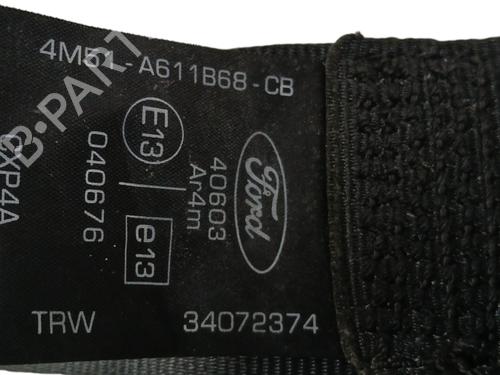 4M51-A611B68-CB
E13
040676
e13
40603
Ar4m
Ford
TRW
34072374
B-PART